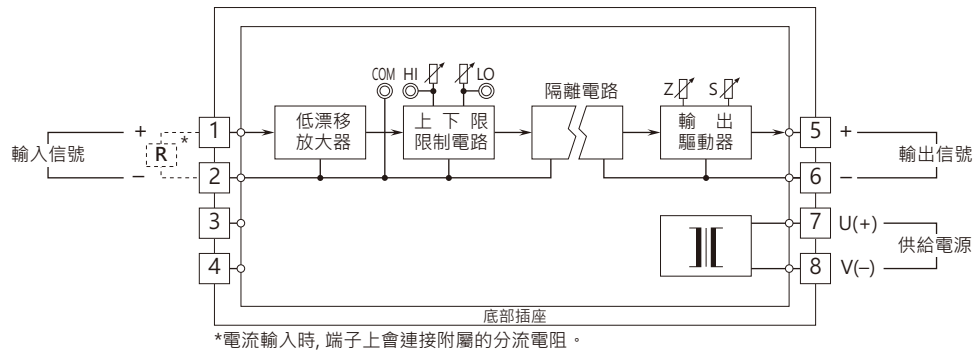 COM HI LO
隔離電路
Z S
1
+
*
R
輸入信號
–
2
3
4
低漂移
放大器
上下限
限制電路
輸出
驅動器
5
+
輸出信號
6
–
7
U(+)
供給電源
8
V(–)
底部插座
*電流輸入時, 端子上會連接附屬的分流電阻。